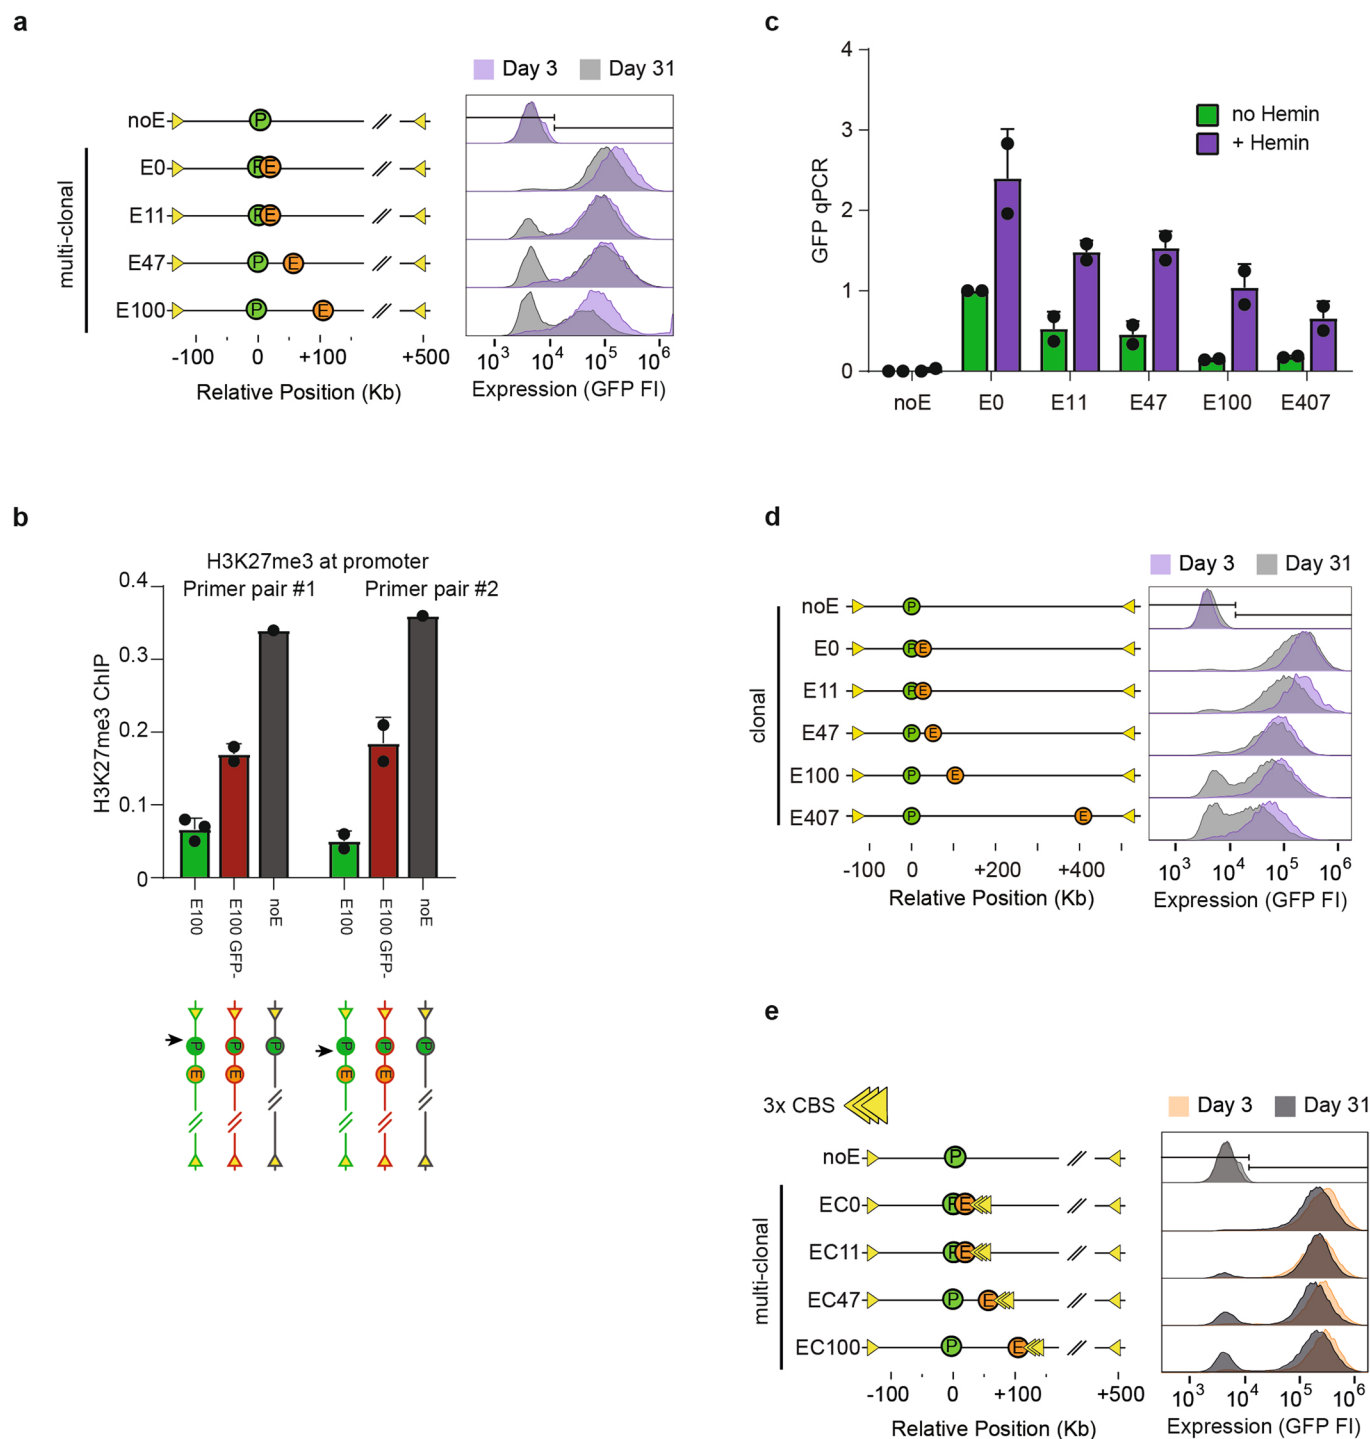 a
Day 3
Day 31
noE
P
E0
P E
E11
P E
E47
P
E
E100
P
E
multi-clonal
-100
0
+100
+500
Relative Position (Kb)
10^3
10^4
10^5
10^6
Expression (GFP FI)
b
H3K27me3 at promoter
Primer pair #1
Primer pair #2
H3K27me3 ChIP
0.4
0.3
0.2
0.1
0
E100
E100 GFP-
noE
E100
E100 GFP-
noE
P
P
P
P
P
P
E
E
E
E
c
GFP qPCR
4
3
2
1
0
no Hemin
+ Hemin
noE
E0
E11
E47
E100
E407
d
Day 3
Day 31
clonal
noE
P
E0
P E
E11
P E
E47
P
E
E100
P
E
E407
P
E
-100
0
+200
+400
Relative Position (Kb)
10^3
10^4
10^5
10^6
Expression (GFP FI)
e
3x CBS
Day 3
Day 31
noE
P
EC0
P E
EC11
P E
EC47
P
E
EC100
P
E
multi-clonal
-100
0
+100
+500
Relative Position (Kb)
10^3
10^4
10^5
10^6
Expression (GFP FI)